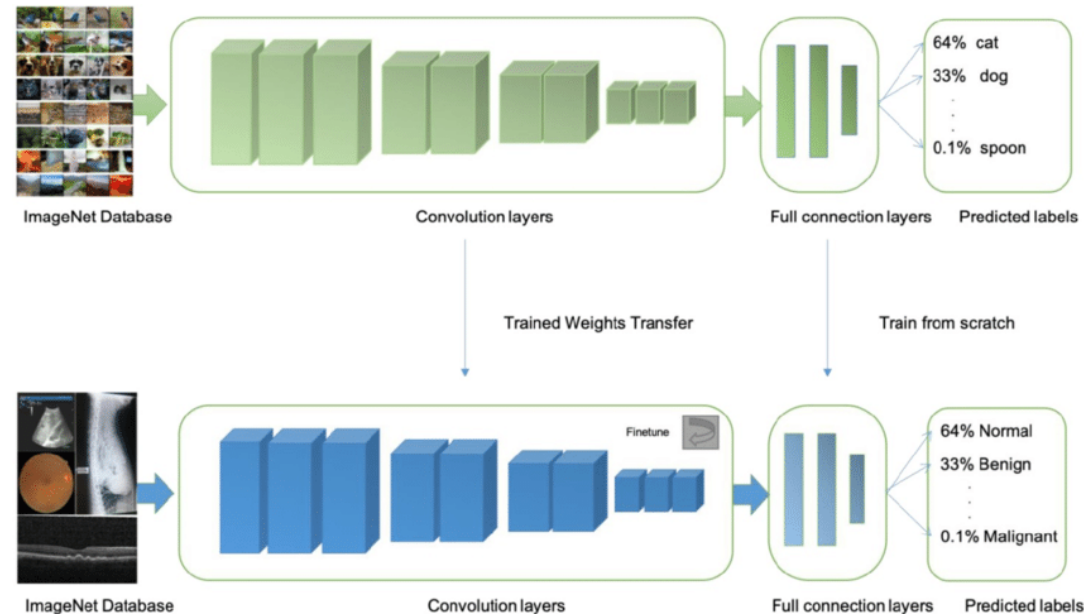 64% cat
33% dog
0.1% spoon
ImageNet Database
Convolution layers
Full connection layers
Predicted labels
Trained Weights Transfer
Train from scratch
Finetune
64% Normal
33% Benign
0.1% Malignant
ImageNet Database
Convolution layers
Full connection layers
Predicted labels